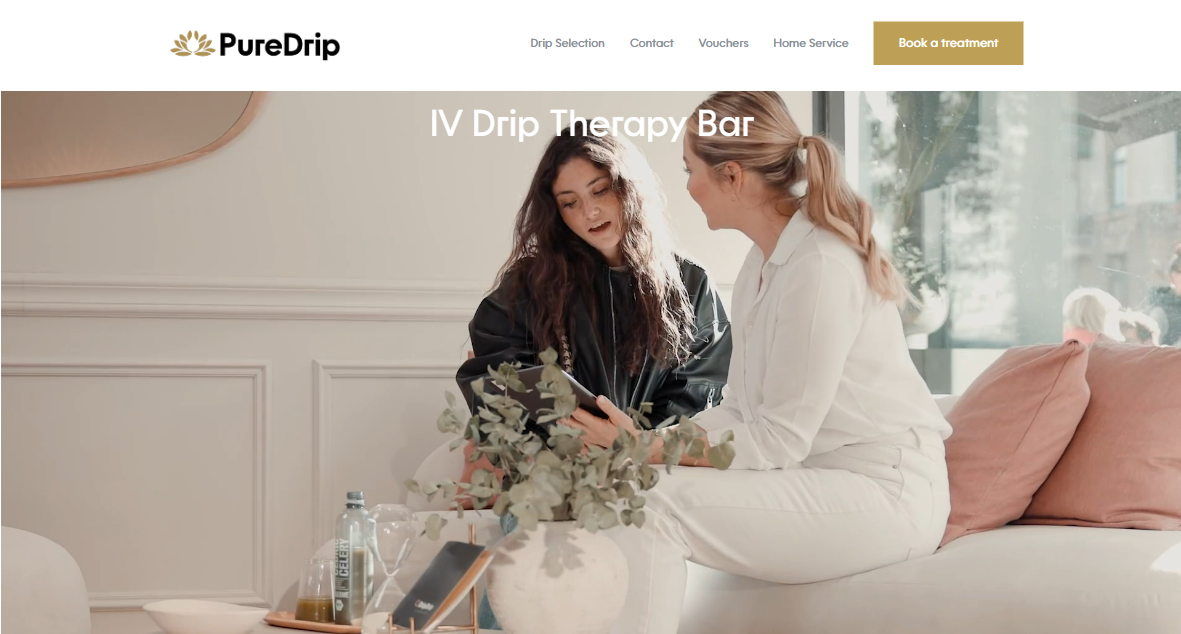 PureDrip
Drip Selection
Contact
Vouchers
Home Service
Book a treatment
IV Drip Therapy Bar
CELERY